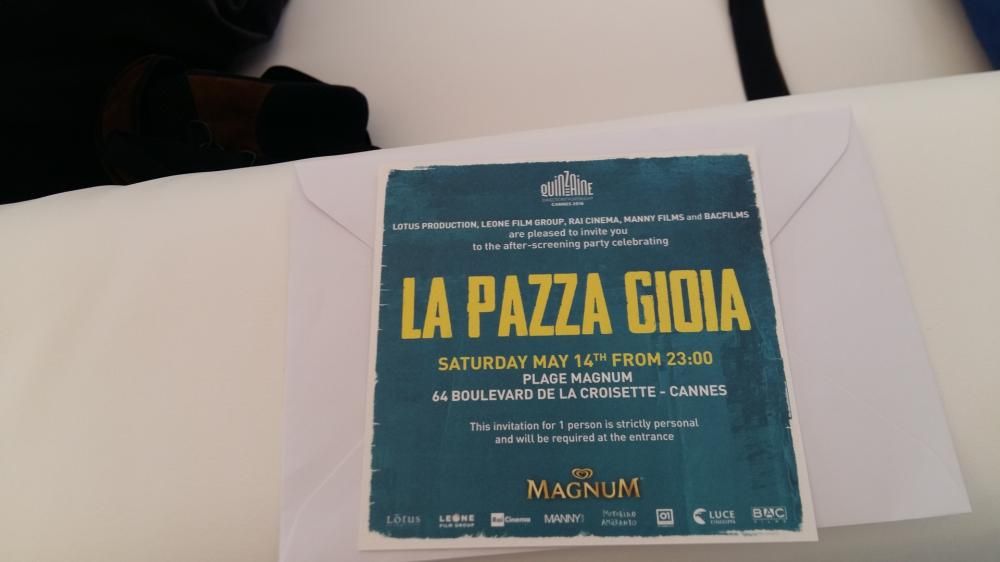 QUINZAINE
CANNES 2016
LOTUS PRODUCTION, LEONE FILM GROUP, RAI CINEMA, MANNY FILMS and BACFILMS
are pleased to invite you
to the after-screening party celebrating
LA PAZZA GIOIA
SATURDAY MAY 14TH FROM 23:00
PLAGE MAGNUM
64 BOULEVARD DE LA CROISETTE - CANNES
This invitation for 1 person is strictly personal
and will be required at the entrance
MAGNUM
Lotus LEONE FILM GROUP Rai Cinema MANNY MOTORINO AMARANTO 01 LUCE CINECITTÀ BAC FILMS